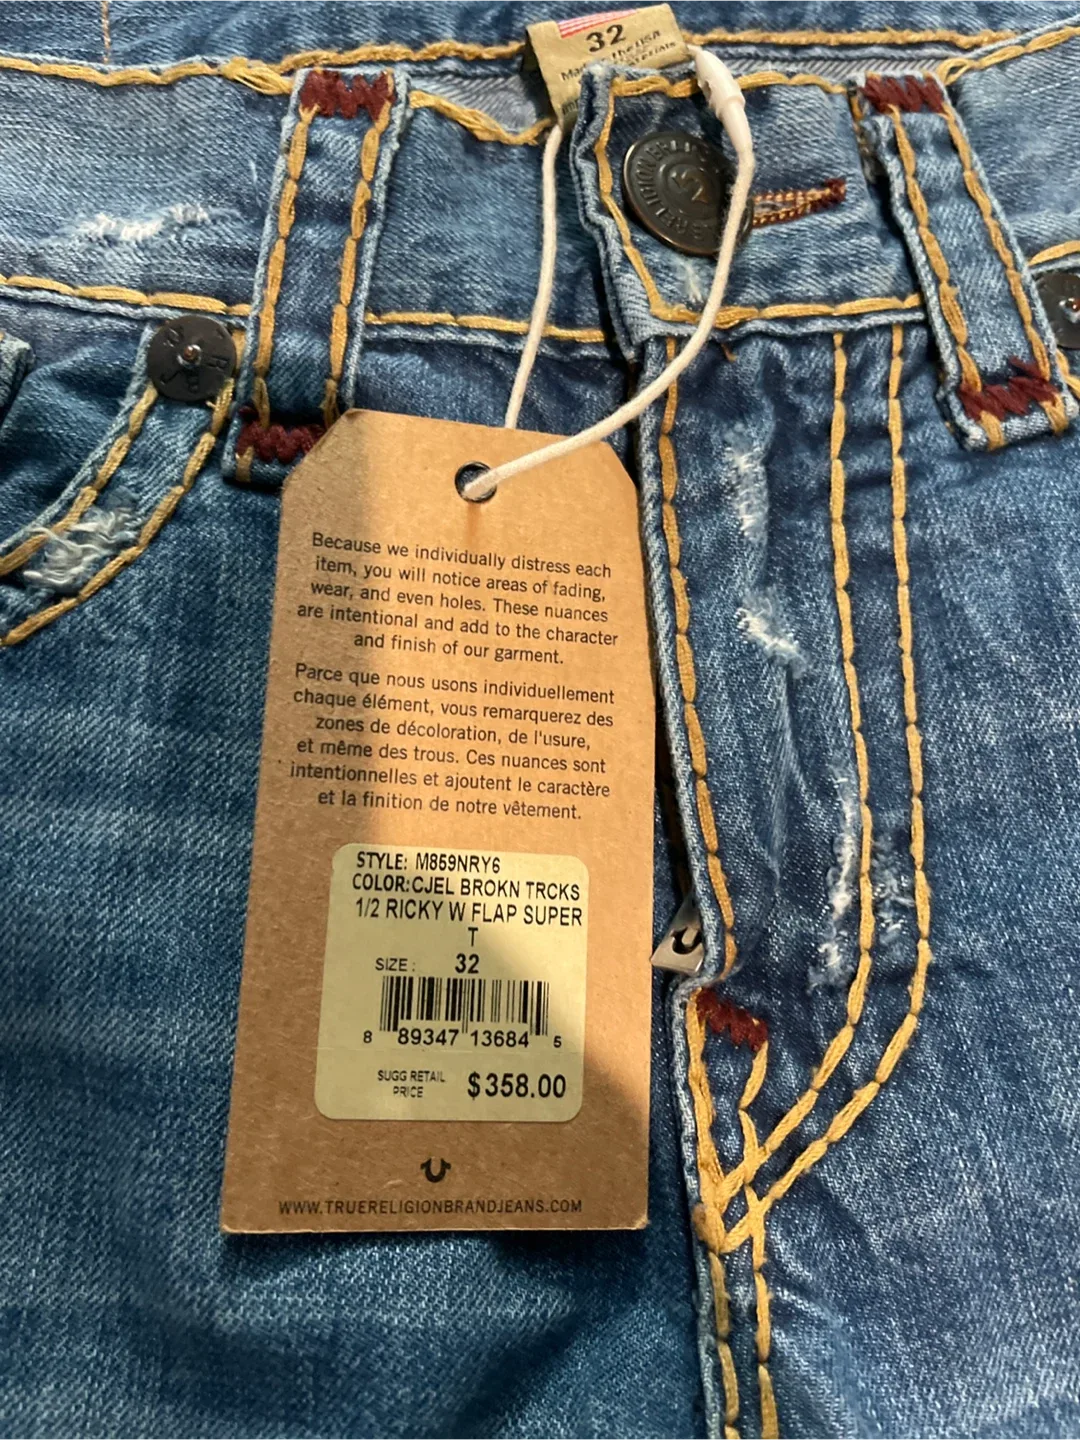 32
Made in the usa
Because we individually distress each
item, you will notice areas of fading,
wear, and even holes. These nuances
are intentional and add to the character
and finish of our garment.
Parce que nous usons individuellement
chaque élément, vous remarquerez des
zones de décoloration, de l'usure,
et même des trous. Ces nuances sont
intentionnelles et ajoutent le caractère
et la finition de notre vêtement.
STYLE: M859NRY6
COLOR:CJEL BROKN TRCKS
1/2 RICKY W FLAP SUPER
T
SIZE: 32
8 89347 13684 5
SUGG RETAIL
PRICE $358.00
WWW.TRUERELIGIONBRANDJEANS.COM